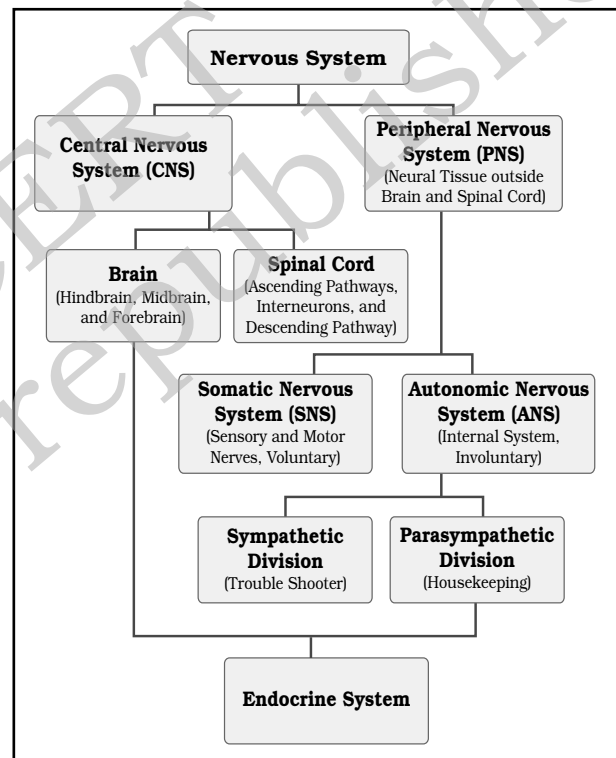 Nervous System
Central Nervous
System (CNS)
Peripheral Nervous
System (PNS)
(Neural Tissue outside
Brain and Spinal Cord)
Brain
(Hindbrain, Midbrain,
and Forebrain)
Spinal Cord
(Ascending Pathways,
Interneurons, and
Descending Pathway)
Somatic Nervous
System (SNS)
(Sensory and Motor
Nerves, Voluntary)
Autonomic Nervous
System (ANS)
(Internal System,
Involuntary)
Sympathetic
Division
(Trouble Shooter)
Parasympathetic
Division
(Housekeeping)
Endocrine System
republishe